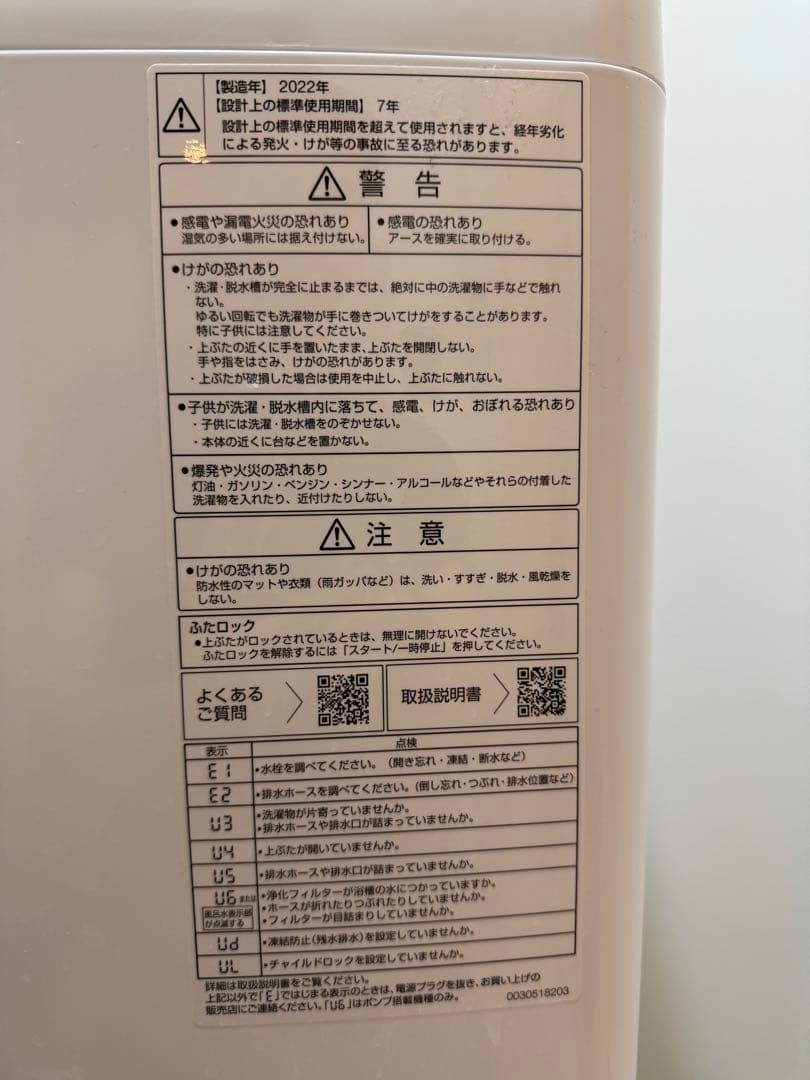 【製造年】 2022年
【設計上の標準使用期間】 7年
設計上の標準使用期間を超えて使用されますと、経年劣化
による発火・けが等の事故に至る恐れがあります。
警告
●感電や漏電火災の恐れあり
湿気の多い場所には据え付けない。
●感電の恐れあり
アースを確実に取り付ける。
●けがの恐れあり
・洗濯・脱水槽が完全に止まるまでは、絶対に中の洗濯物に手などで触れ
ない。
ゆるい回転でも洗濯物が手に巻きついてけがをすることがあります。
特に子供には注意してください。
・上ぶたの近くに手を置いたまま、上ぶたを開閉しない。
手や指をはさみ、けがの恐れがあります。
・上ぶたが破損した場合は使用を中止し、上ぶたに触れない。
●子供が洗濯・脱水槽内に落ちて、感電、けが、おぼれる恐れあり
・子供には洗濯・脱水槽をのぞかせない。
・本体の近くに台などを置かない。
●爆発や火災の恐れあり
灯油・ガソリン・ベンジン・シンナー・アルコールなどやそれらの付着した
洗濯物を入れたり、近付けたりしない。
注意
●けがの恐れあり
防水性のマットや衣類（雨ガッパなど）は、洗い・すすぎ・脱水・風乾燥を
しない。
ふたロック
●上ぶたがロックされているときは、無理に開けないでください。
ふたロックを解除するには「スタート/一時停止」を押してください。
よくある
ご質問
取扱説明書
表示 点検
E1 •水栓を調べてください。（開き忘れ・凍結・断水など）
E2 •排水ホースを調べてください。（倒し忘れ・つぶれ・排水位置など）
U3 •洗濯物が片寄っていませんか。
•排水ホースや排水口が詰まっていませんか。
U4 •上ぶたが開いていませんか。
U5 •排水ホースや排水口が詰まっていませんか。
U6 または
風呂水表示部
が点滅する
•浄化フィルターが浴槽の水につかっていますか。
•ホースが折れたりつぶれたりしていませんか。
•フィルターが目詰まりしていませんか。
Ud •凍結防止（残水排水）を設定していませんか。
UL •チャイルドロックを設定していませんか。
詳細は取扱説明書をご覧ください。
上記以外で「E」ではじまる表示のときは、電源プラグを抜き、お買い上げの
販売店にご連絡ください。「U6」はポンプ搭載機種のみ。
0030518203